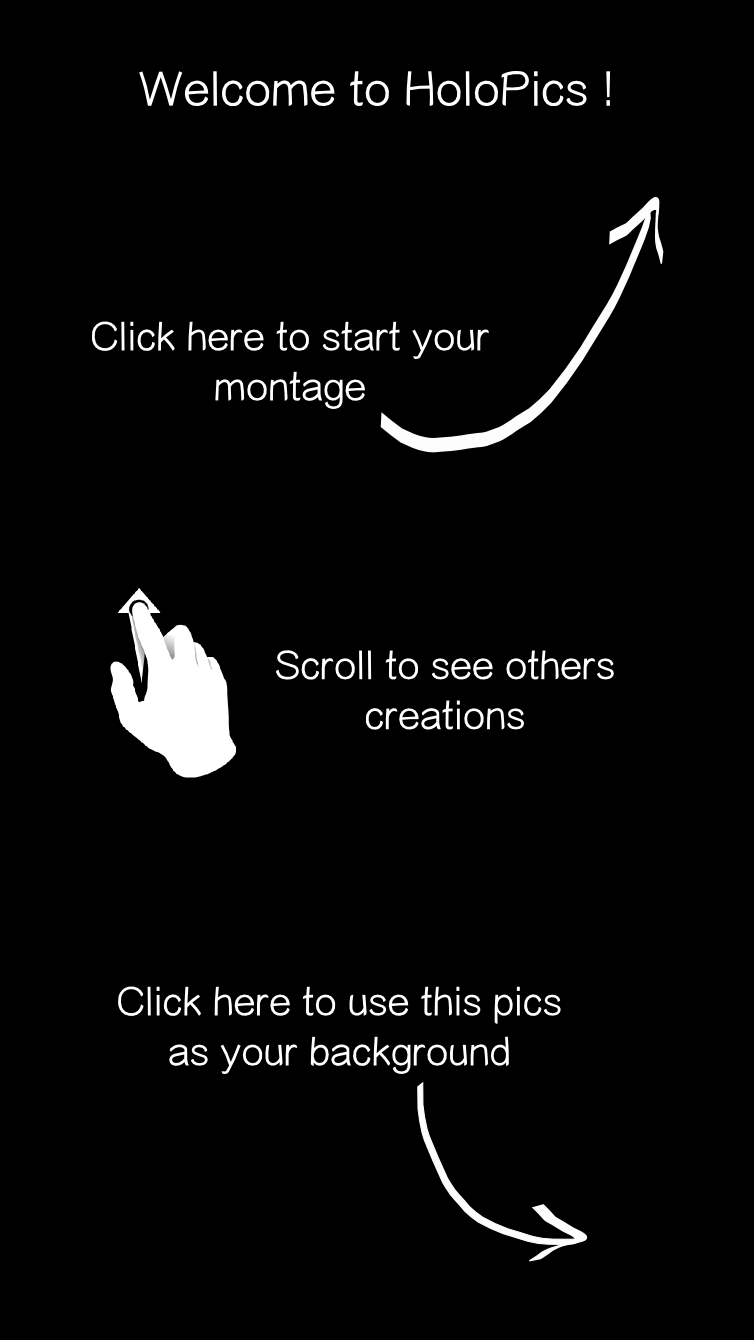 Welcome to HoloPics !
Click here to start your
montage
Scroll to see others
creations
Click here to use this pics
as your background